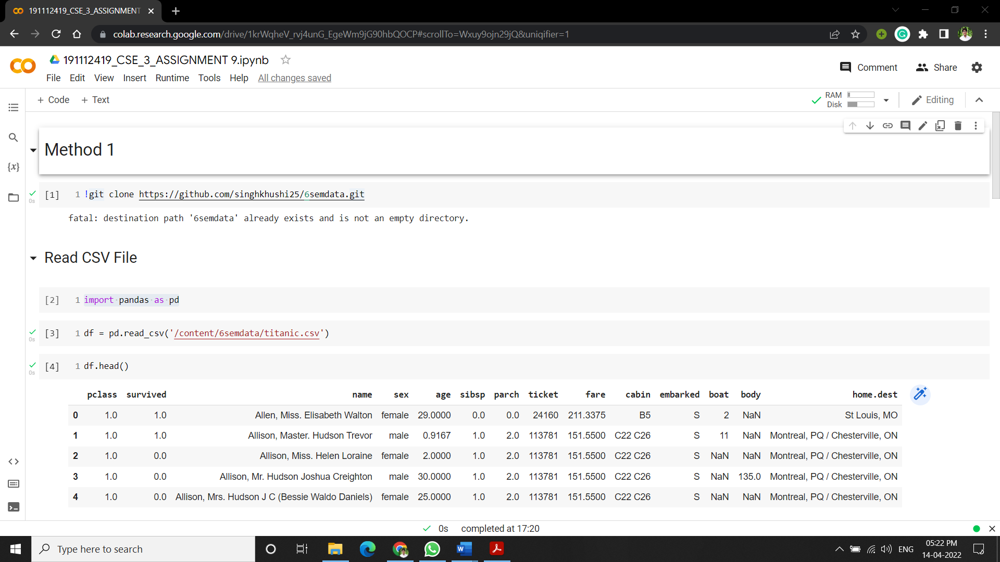 191112419_CSE_3_ASSIGNMENT
colab.research.google.com/drive/1krWqheV_rvj4unG_EgeWm9jG90hbQOCP#scrollTo=Wxuy9ojn29jQ&uniqifier=1
191112419_CSE_3_ASSIGNMENT 9.ipynb
Comment Share
File Edit View Insert Runtime Tools Help All changes saved
+ Code + Text
RAM
Disk
Editing
Method 1
{x}
0s
[1] 1 !git clone https://github.com/singhkhushi25/6semdata.git
fatal: destination path '6semdata' already exists and is not an empty directory.
Read CSV File
[2] 1 import pandas as pd
0s
[3] 1 df = pd.read_csv('/content/6semdata/titanic.csv')
0s
[4] 1 df.head()
pclass survived name sex age sibsp parch ticket fare cabin embarked boat body home.dest
0 1.0 1.0 Allen, Miss. Elisabeth Walton female 29.0000 0.0 0.0 24160 211.3375 B5 S 2 NaN St Louis, MO
1 1.0 1.0 Allison, Master. Hudson Trevor male 0.9167 1.0 2.0 113781 151.5500 C22 C26 S 11 NaN Montreal, PQ / Chesterville, ON
2 1.0 0.0 Allison, Miss. Helen Loraine female 2.0000 1.0 2.0 113781 151.5500 C22 C26 S NaN NaN Montreal, PQ / Chesterville, ON
3 1.0 0.0 Allison, Mr. Hudson Joshua Creighton male 30.0000 1.0 2.0 113781 151.5500 C22 C26 S NaN 135.0 Montreal, PQ / Chesterville, ON
4 1.0 0.0 Allison, Mrs. Hudson J C (Bessie Waldo Daniels) female 25.0000 1.0 2.0 113781 151.5500 C22 C26 S NaN NaN Montreal, PQ / Chesterville, ON
0s completed at 17:20
Type here to search
ENG
05:22 PM
14-04-2022